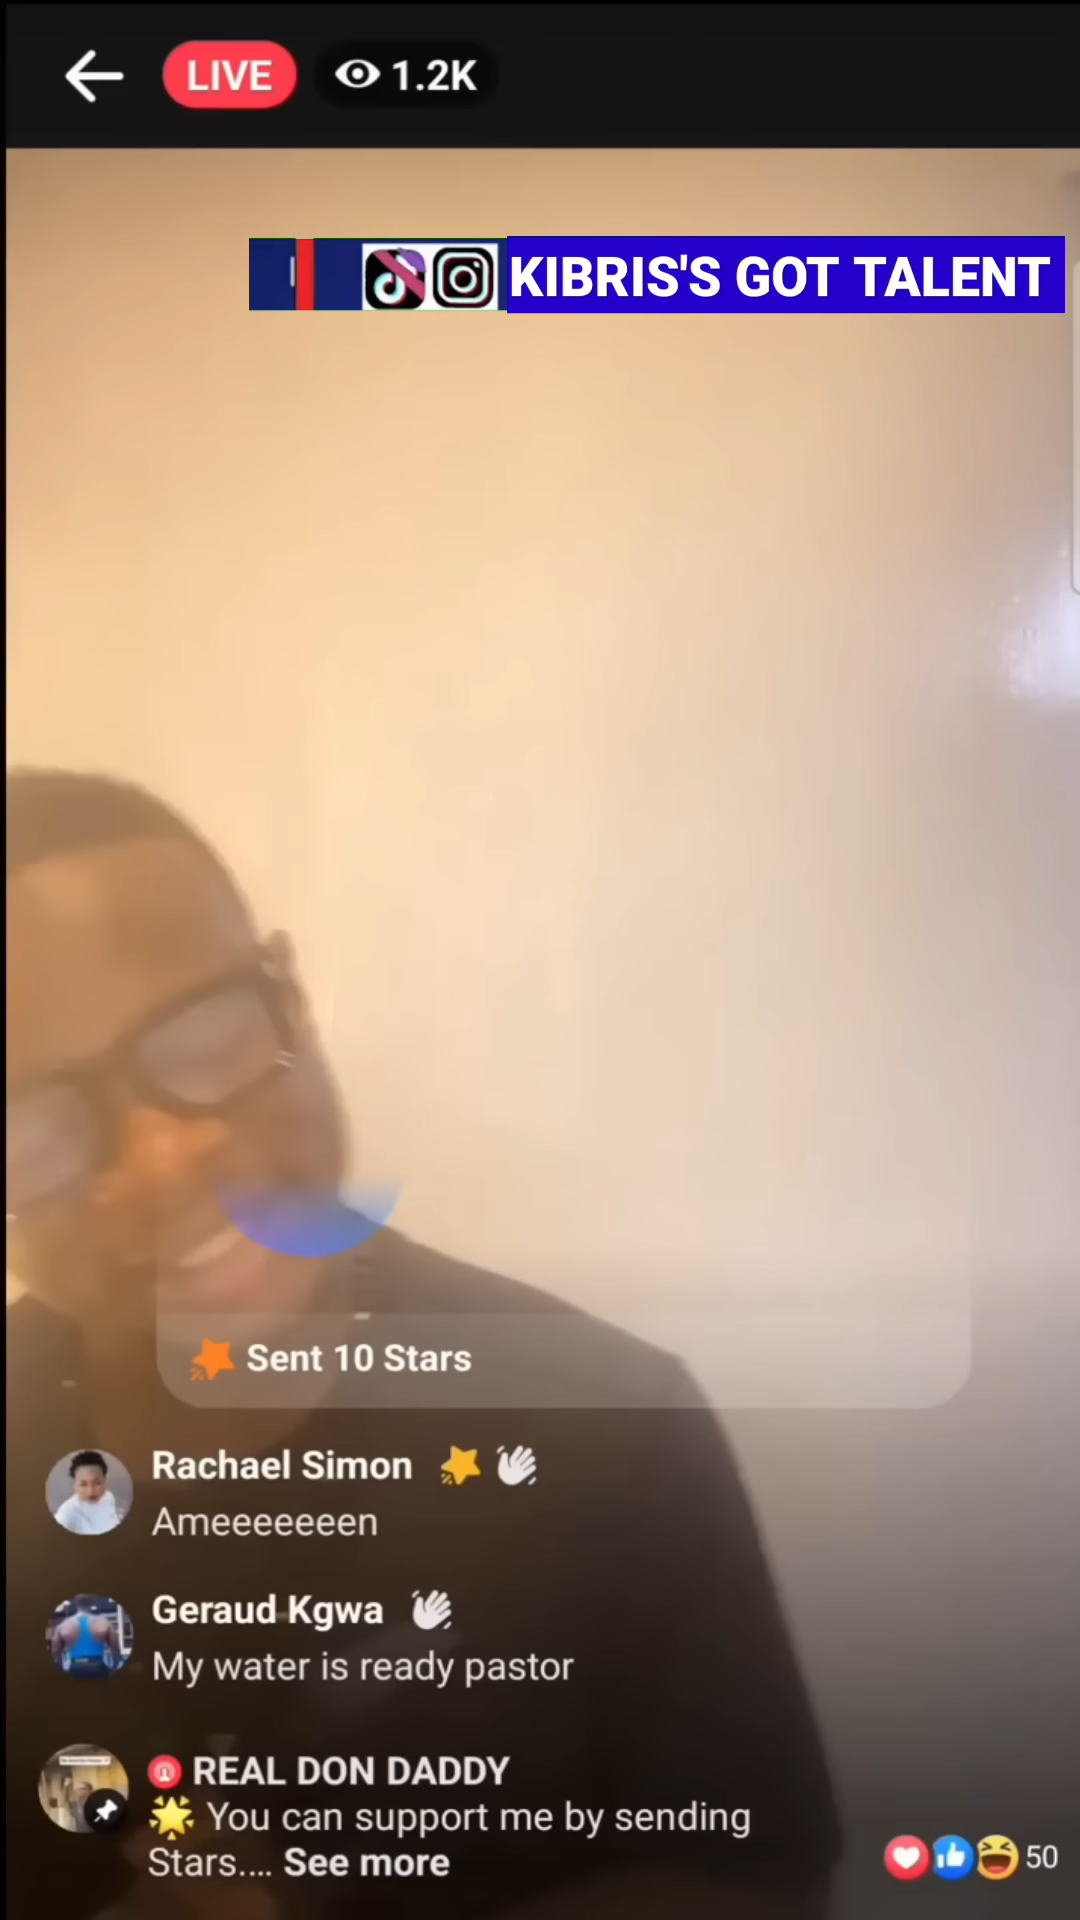 LIVE
1.2K
KIBRIS'S GOT TALENT
Sent 10 Stars
Rachael Simon
Ameeeeeeen
Geraud Kgwa
My water is ready pastor
REAL DON DADDY
You can support me by sending
Stars.... See more
50